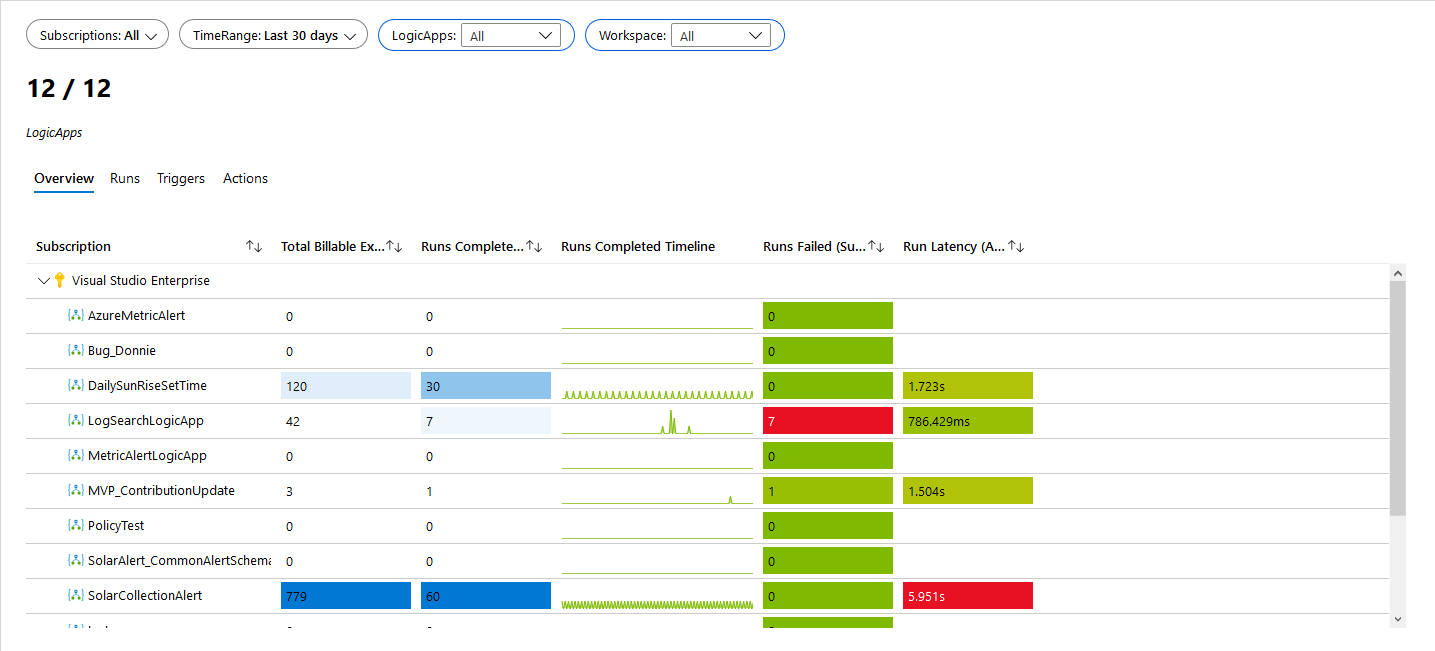 Subscriptions: All TimeRange: Last 30 days LogicApps: All Workspace: All
12 / 12
LogicApps
Overview Runs Triggers Actions
Subscription Total Billable Ex... Runs Complete... Runs Completed Timeline Runs Failed (Su... Run Latency (A...
Visual Studio Enterprise
AzureMetricAlert 0 0 0
Bug_Donnie 0 0 0
DailySunRiseSetTime 120 30 0 1.723s
LogSearchLogicApp 42 7 7 786.429ms
MetricAlertLogicApp 0 0 0
MVP_ContributionUpdate 3 1 1 1.504s
PolicyTest 0 0 0
SolarAlert_CommonAlertSchema 0 0 0
SolarCollectionAlert 779 60 0 5.951s